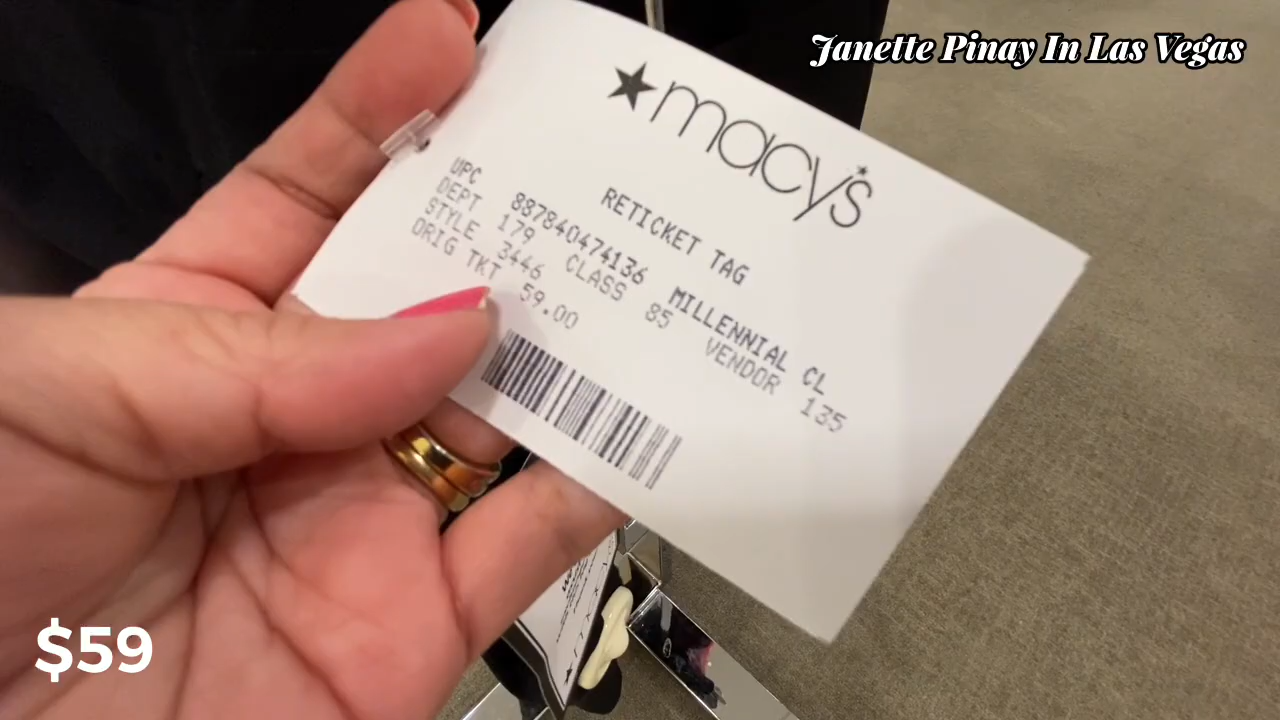 Janette Pinay In Las Vegas
macy's
RETICKET TAG
UPC 887840474136 MILLENNIAL CL
DEPT 179 CLASS 85 VENDOR 135
STYLE 3446
ORIG TKT 59.00
$59